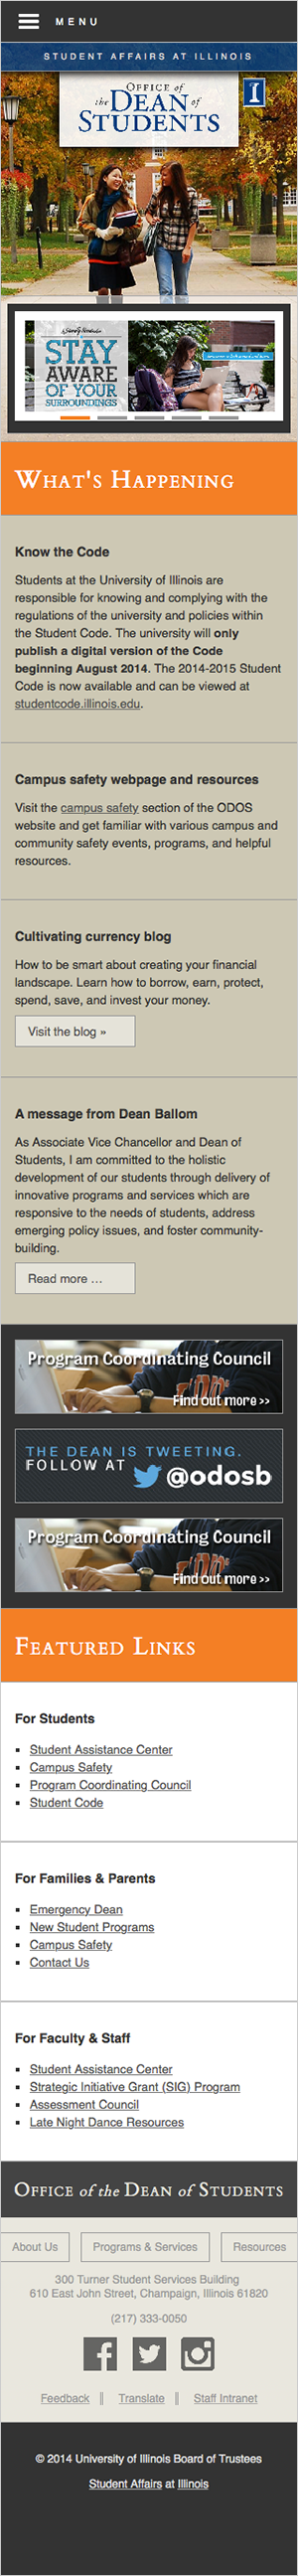 MENU
STUDENT AFFAIRS AT ILLINOIS
OFFICE of
the DEAN of
STUDENTS
I
STAY
AWARE
OF YOUR
SURROUNDINGS
WHAT'S HAPPENING
Know the Code
Students at the University of Illinois are
responsible for knowing and complying with the
regulations of the university and policies within
the Student Code. The university will only
publish a digital version of the Code
beginning August 2014. The 2014-2015 Student
Code is now available and can be viewed at
studentcode.illinois.edu.
Campus safety webpage and resources
Visit the campus safety section of the ODOS
website and get familiar with various campus and
community safety events, programs, and helpful
resources.
Cultivating currency blog
How to be smart about creating your financial
landscape. Learn how to borrow, earn, protect,
spend, save, and invest your money.
Visit the blog »
A message from Dean Ballom
As Associate Vice Chancellor and Dean of
Students, I am committed to the holistic
development of our students through delivery of
innovative programs and services which are
responsive to the needs of students, address
emerging policy issues, and foster community-
building.
Read more …
Program Coordinating Council
Find out more >>
THE DEAN IS TWEETING.
FOLLOW AT @odosb
Program Coordinating Council
Find out more >>
FEATURED LINKS
For Students
Student Assistance Center
Campus Safety
Program Coordinating Council
Student Code
For Families & Parents
Emergency Dean
New Student Programs
Campus Safety
Contact Us
For Faculty & Staff
Student Assistance Center
Strategic Initiative Grant (SIG) Program
Assessment Council
Late Night Dance Resources
OFFICE of the DEAN of STUDENTS
About Us Programs & Services Resources
300 Turner Student Services Building
610 East John Street, Champaign, Illinois 61820
(217) 333-0050
Feedback || Translate || Staff Intranet
© 2014 University of Illinois Board of Trustees
Student Affairs at Illinois